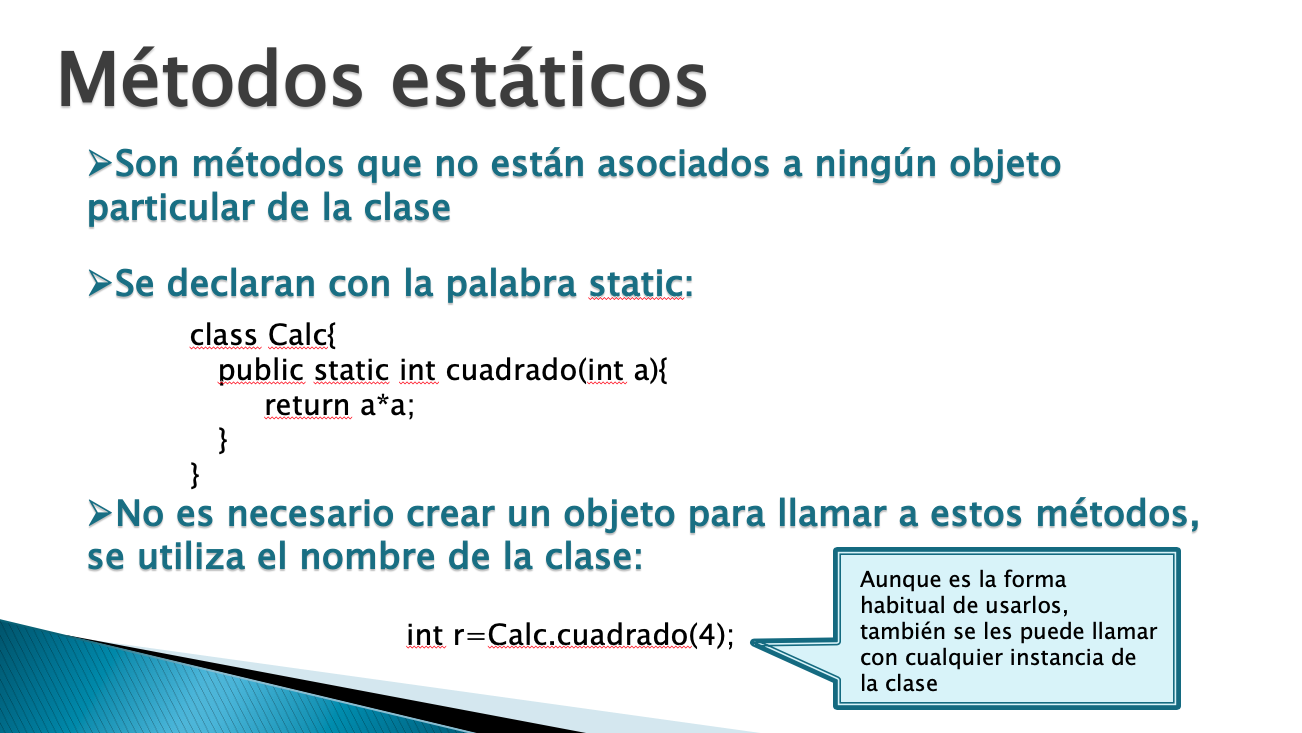 Métodos estáticos
➢Son métodos que no están asociados a ningún objeto
particular de la clase
➢Se declaran con la palabra static:
class Calc{
public static int cuadrado(int a){
return a*a;
}
}
➢No es necesario crear un objeto para llamar a estos métodos,
se utiliza el nombre de la clase:
int r=Calc.cuadrado(4);
Aunque es la forma
habitual de usarlos,
también se les puede llamar
con cualquier instancia de
la clase